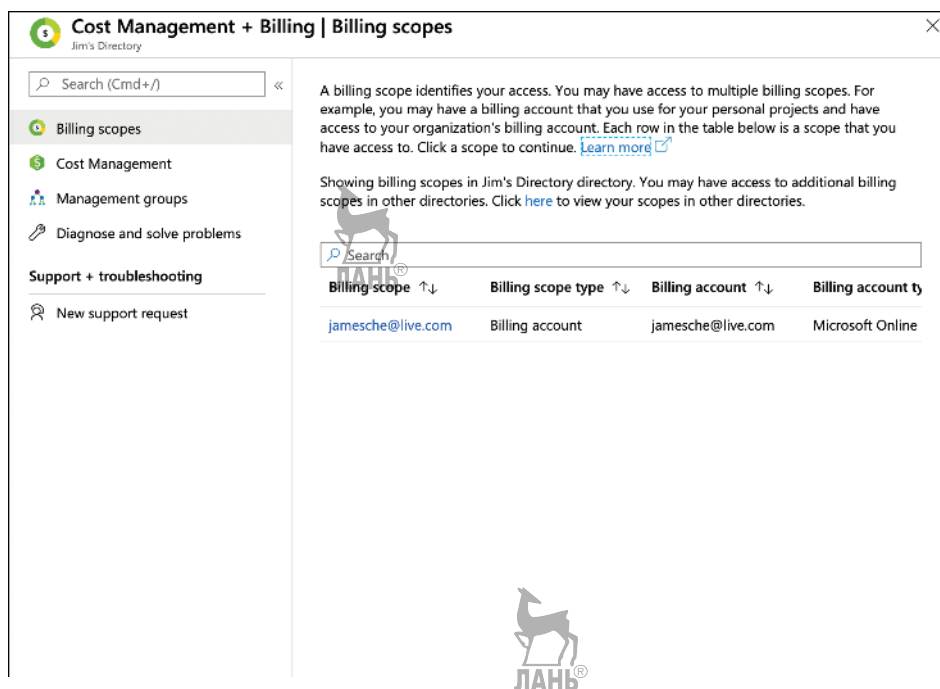 Cost Management + Billing | Billing scopes
Jim's Directory
Search (Cmd+/)
«
Billing scopes
Cost Management
Management groups
Diagnose and solve problems
Support + troubleshooting
New support request
A billing scope identifies your access. You may have access to multiple billing scopes. For
example, you may have a billing account that you use for your personal projects and have
access to your organization's billing account. Each row in the table below is a scope that you
have access to. Click a scope to continue. Learn more
Showing billing scopes in Jim's Directory directory. You may have access to additional billing
scopes in other directories. Click here to view your scopes in other directories.
Search
ЛАНЬ®
Billing scope ↑↓ Billing scope type ↑↓ Billing account ↑↓ Billing account ty
jamesche@live.com Billing account jamesche@live.com Microsoft Online
ЛАНЬ®